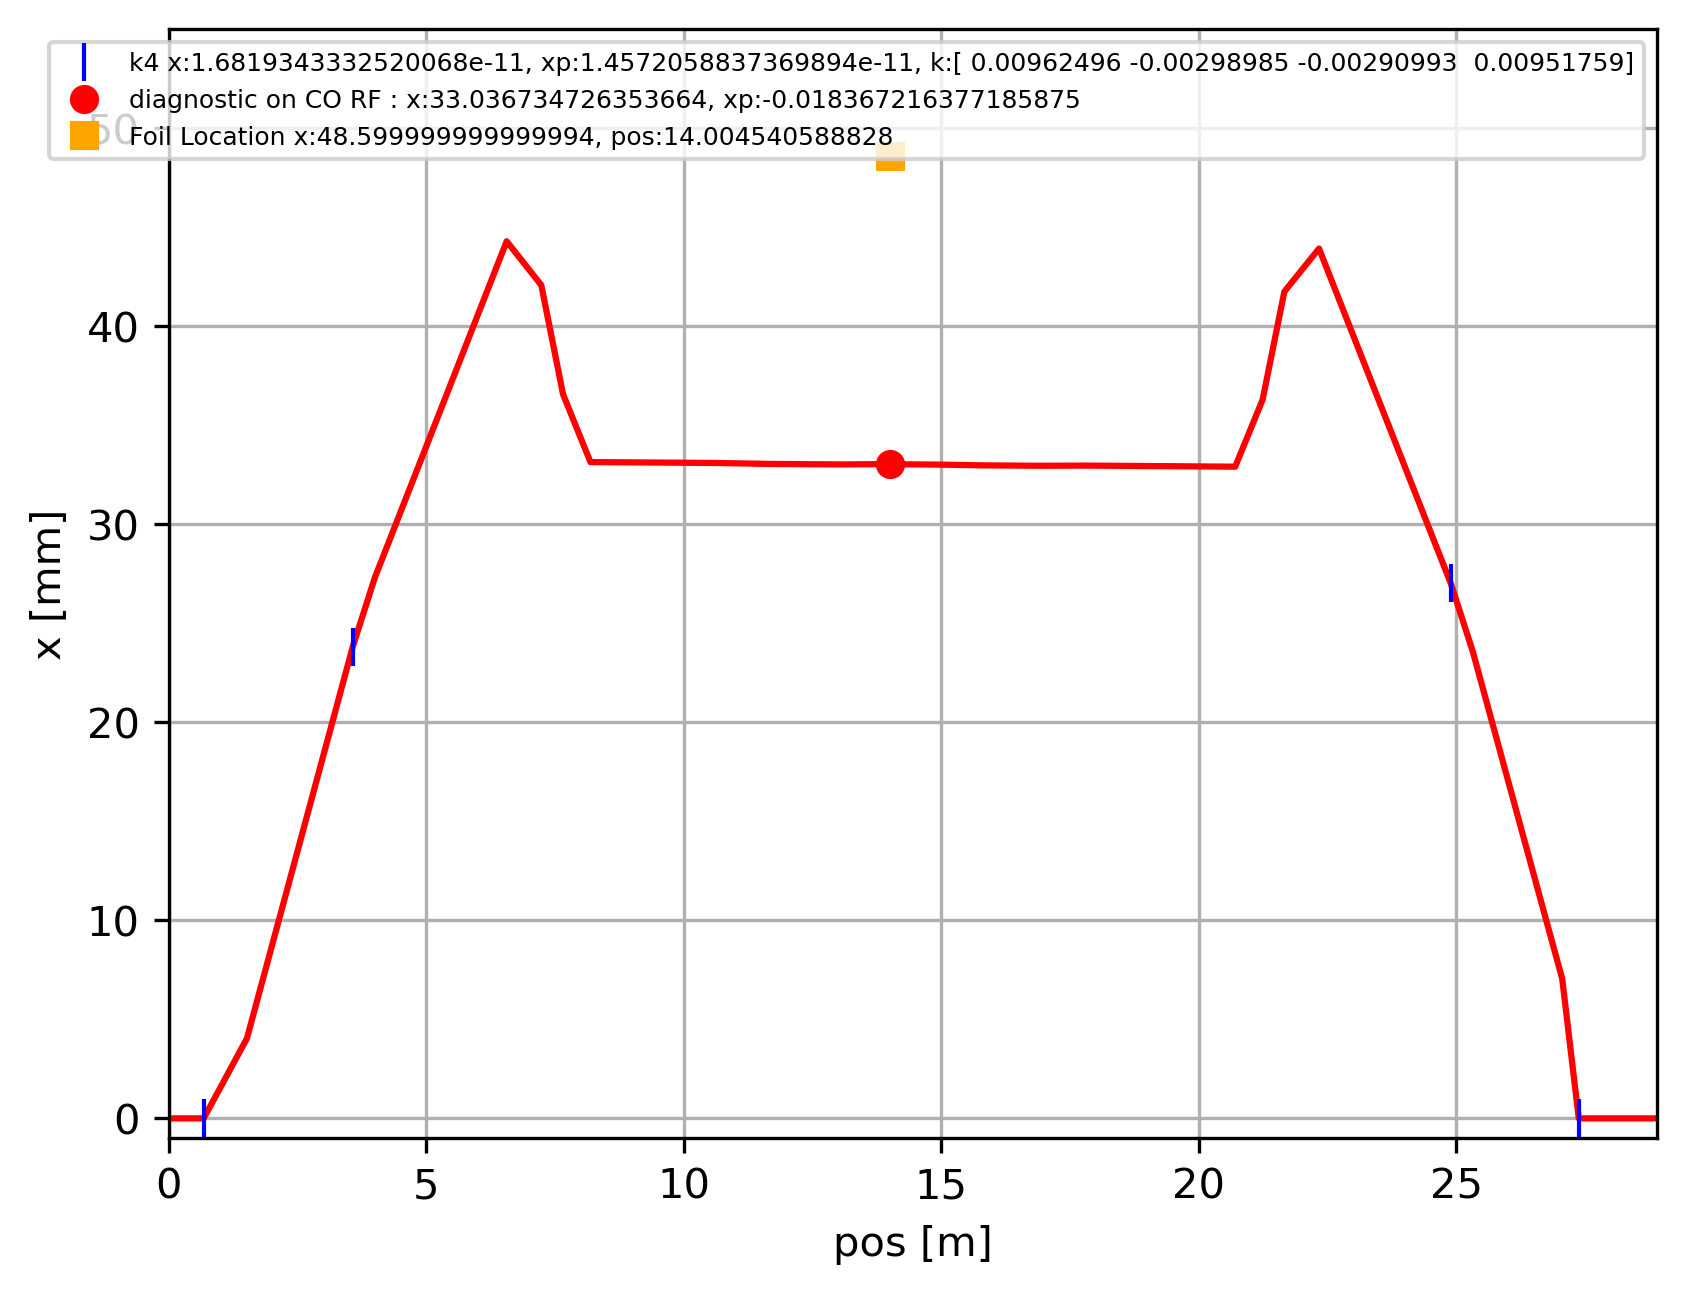 k4 x:1.6819343332520068e-11, xp:1.4572058837369894e-11, k:[ 0.00962496 -0.00298985 -0.00290993  0.00951759]
diagnostic on CO RF : x:33.036734726353664, xp:-0.018367216377185875
Foil Location x:48.599999999999994, pos:14.004540588828
50
40
30
20
10
0
x [mm]
0 5 10 15 20 25
pos [m]